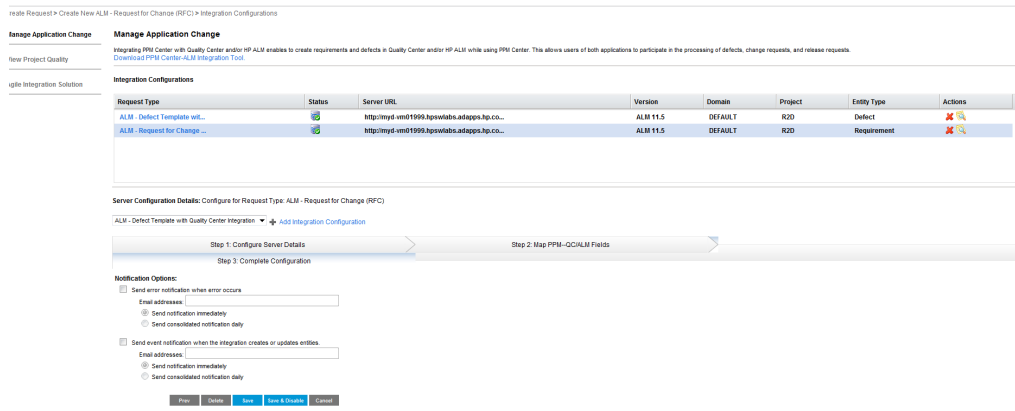 reate Request > Create New ALM - Request for Change (RFC) > Integration Configurations
Manage Application Change
Manage Application Change
Integrating PPM Center with Quality Center and/or HP ALM enables to create requirements and defects in Quality Center and/or HP ALM while using PPM Center. This allows users of both applications to participate in the processing of defects, change requests, and release requests.
Download PPM Center-ALM Integration Tool.
View Project Quality
Agile Integration Solution
Integration Configurations
Request Type Status Server URL Version Domain Project Entity Type Actions
ALM - Defect Template wit... http://myd-vm01999.hpswlabs.adapps.hp.co... ALM 11.5 DEFAULT R2D Defect
ALM - Request for Change ... http://myd-vm01999.hpswlabs.adapps.hp.co... ALM 11.5 DEFAULT R2D Requirement
Server Configuration Details: Configure for Request Type: ALM - Request for Change (RFC)
ALM - Defect Template with Quality Center Integration Add Integration Configuration
Step 1: Configure Server Details Step 2: Map PPM--QC/ALM Fields
Step 3: Complete Configuration
Notification Options:
Send error notification when error occurs
Email addresses:
Send notification immediately
Send consolidated notification daily
Send event notification when the integration creates or updates entities.
Email addresses:
Send notification immediately
Send consolidated notification daily
Prev Delete Save Save & Disable Cancel